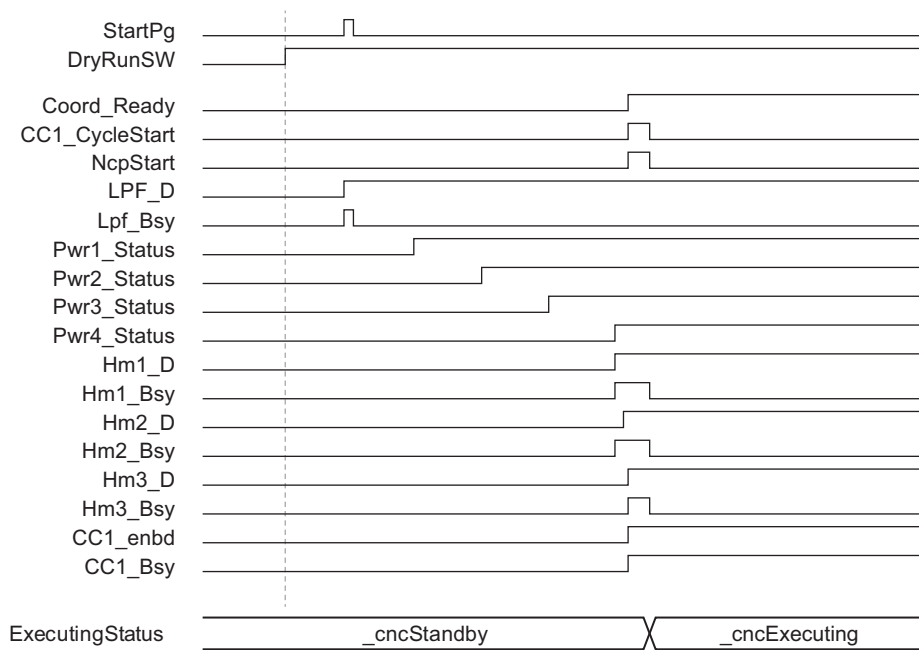 StartPg
DryRunSW
Coord_Ready
CC1_CycleStart
NcpStart
LPF_D
Lpf_Bsy
Pwr1_Status
Pwr2_Status
Pwr3_Status
Pwr4_Status
Hm1_D
Hm1_Bsy
Hm2_D
Hm2_Bsy
Hm3_D
Hm3_Bsy
CC1_enbd
CC1_Bsy
ExecutingStatus _cncStandby _cncExecuting